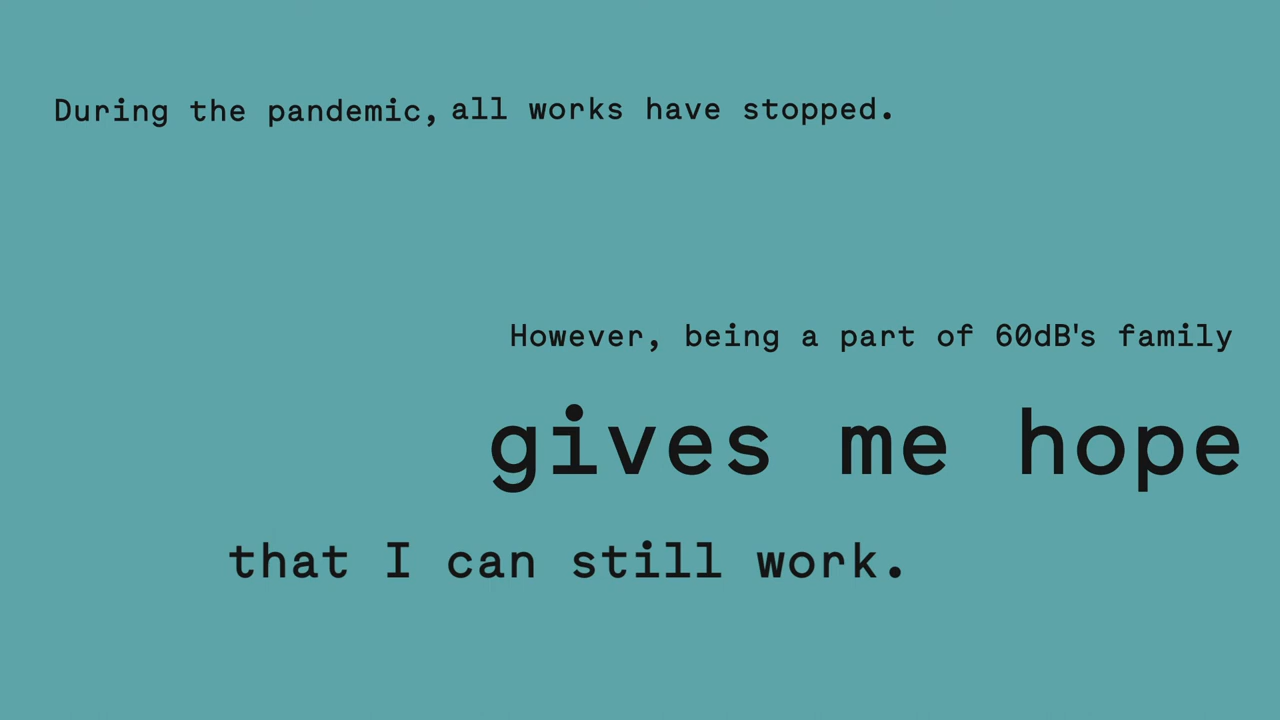 During the pandemic, all works have stopped.
However, being a part of 60dB's family
gives me hope
that I can still work.